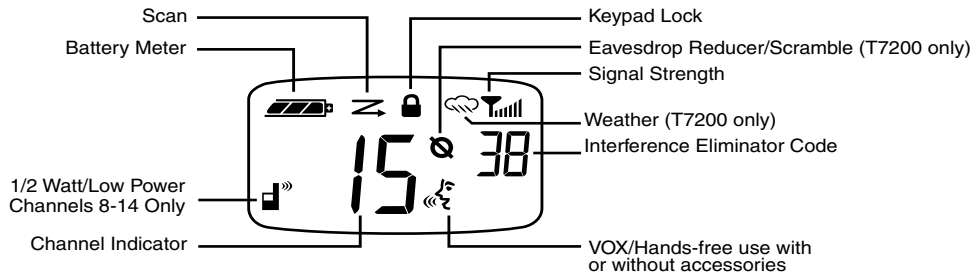 Scan
Battery Meter
Keypad Lock
Eavesdrop Reducer/Scramble (T7200 only)
Signal Strength
Weather (T7200 only)
Interference Eliminator Code
15
38
1/2 Watt/Low Power
Channels 8-14 Only
Channel Indicator
VOX/Hands-free use with
or without accessories